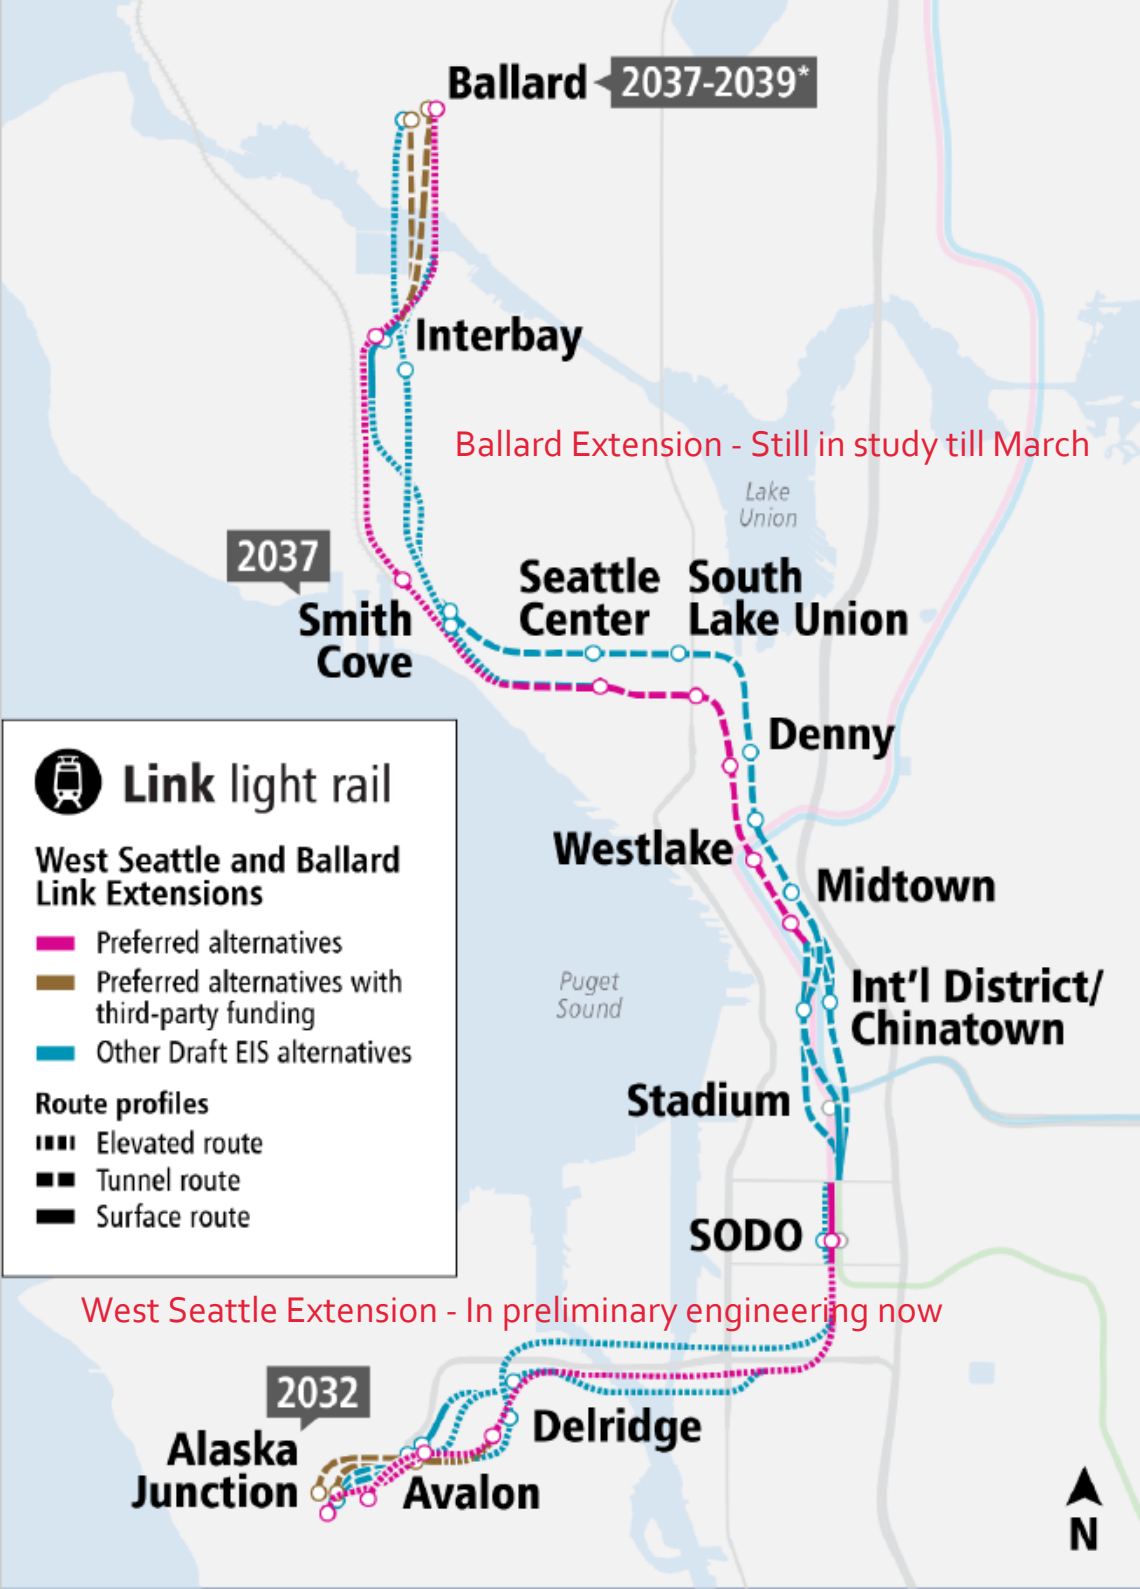 Ballard
2037-2039*
Interbay
Ballard Extension - Still in study till March
Lake
Union
2037
Smith
Cove
Seattle
Center
South
Lake Union
Denny
Westlake
Midtown
Puget
Sound
Int'l District/
Chinatown
Stadium
SODO
Link light rail
West Seattle and Ballard
Link Extensions
Preferred alternatives
Preferred alternatives with
third-party funding
Other Draft EIS alternatives
Route profiles
Elevated route
Tunnel route
Surface route
West Seattle Extension - In preliminary engineering now
2032
Alaska
Junction
Delridge
Avalon
N